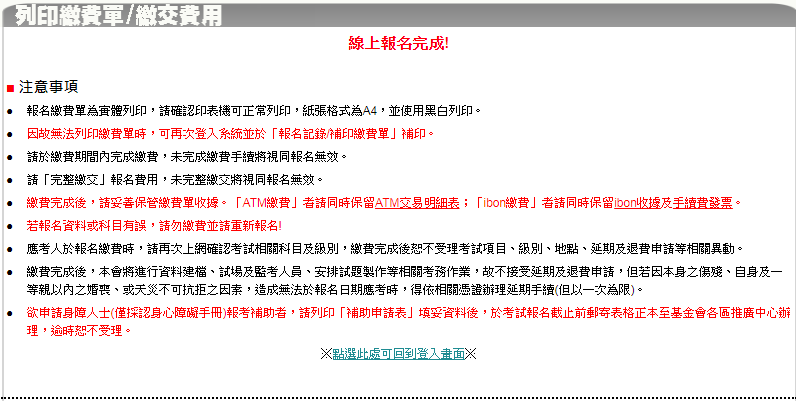 列印繳費單/繳交費用
線上報名完成!
■ 注意事項
● 報名繳費單為實體列印，請確認印表機可正常列印，紙張格式為A4，並使用黑白列印。
● 因故無法列印繳費單時，可再次登入系統並於「報名記錄/補印繳費單」補印。
● 請於繳費期間內完成繳費，未完成繳費手續將視同報名無效。
● 請「完整繳交」報名費用，未完整繳交將視同報名無效。
● 繳費完成後，請妥善保管繳費單收據。「ATM繳費」者請同時保留ATM交易明細表；「ibon繳費」者請同時保留ibon收據及手續費發票。
● 若報名資料或科目有誤，請勿繳費並請重新報名!
● 應考人於報名繳費時，請再次上網確認考試相關科目及級別，繳費完成後恕不受理考試項目、級別、地點、延期及退費申請等相關異動。
● 繳費完成後，本會將進行資料建檔、試場及監考人員、安排試題製作等相關考務作業，故不接受延期及退費申請，但若因本身之傷殘、自身及一
等親以內之婚喪、或天災不可抗拒之因素，造成無法於報名日期應考時，得依相關憑證辦理延期手續(但以一次為限)。
● 欲申請身障人士(僅採認身心障礙手冊)報考補助者，請列印「補助申請表」填妥資料後，於考試報名截止前郵寄表格正本至基金會各區推廣中心辦
理，逾時恕不受理。
※點選此處可回到登入畫面※